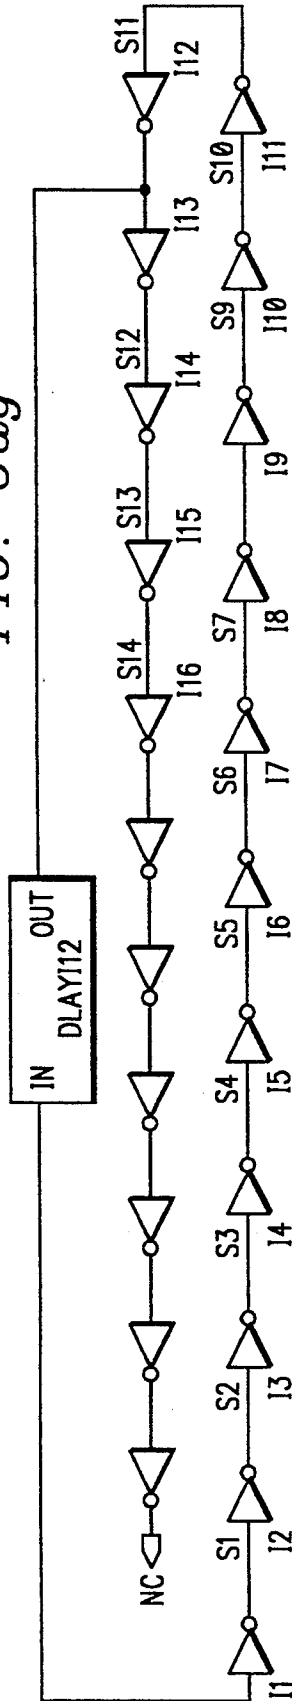 FIG.
IN OUT
DLAYI12
S14 S13 S12 S11
I16 I15 I14 I13 I12
NC
S1 S2 S3 S4 S5 S6 S7 S9 S10
I1 I2 I3 I4 I5 I6 I7 I8 I9 I10 I11